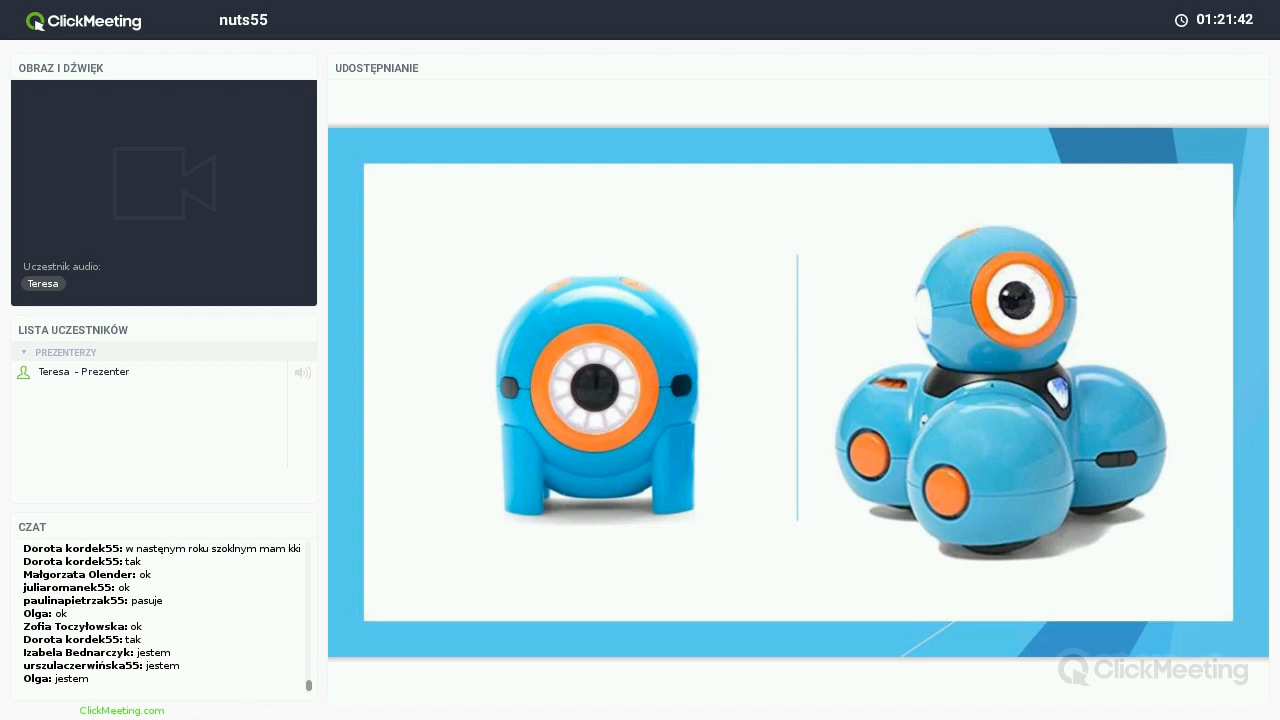 ClickMeeting
nuts55
01:21:42
OBRAZ I DŹWIĘK
Uczestnik audio:
Teresa
LISTA UCZESTNIKÓW
PREZENTERZY
Teresa - Prezenter
CZAT
Dorota kordek55: w następnym roku szoklnym mam kki
Dorota kordek55: tak
Małgorzata Olender: ok
juliaromanek55: ok
paulinapietrzak55: pasuje
Olga: ok
Zofia Toczyłowska: ok
Dorota kordek55: tak
Izabela Bednarczyk: jestem
urszulaczerwińska55: jestem
Olga: jestem
ClickMeeting.com
UDOSTĘPNIANIE
ClickMeeting